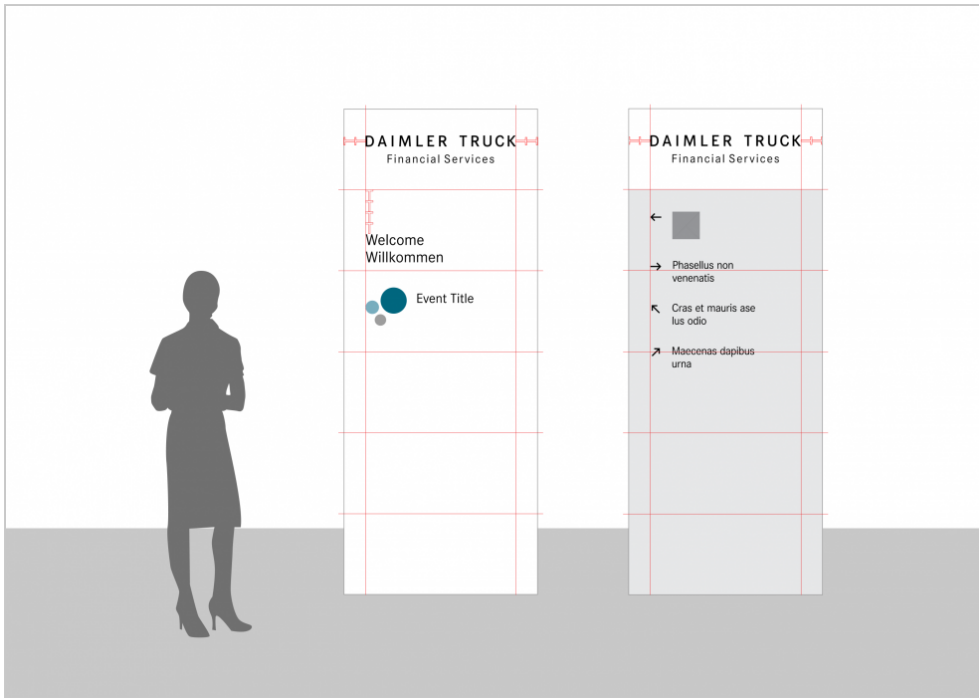 DAIMLER TRUCK
Financial Services
Welcome
Willkommen
Event Title
DAIMLER TRUCK
Financial Services
Phasellus non
venenatis
Cras et mauris ase
lus odio
Maecenas dapibus
urna